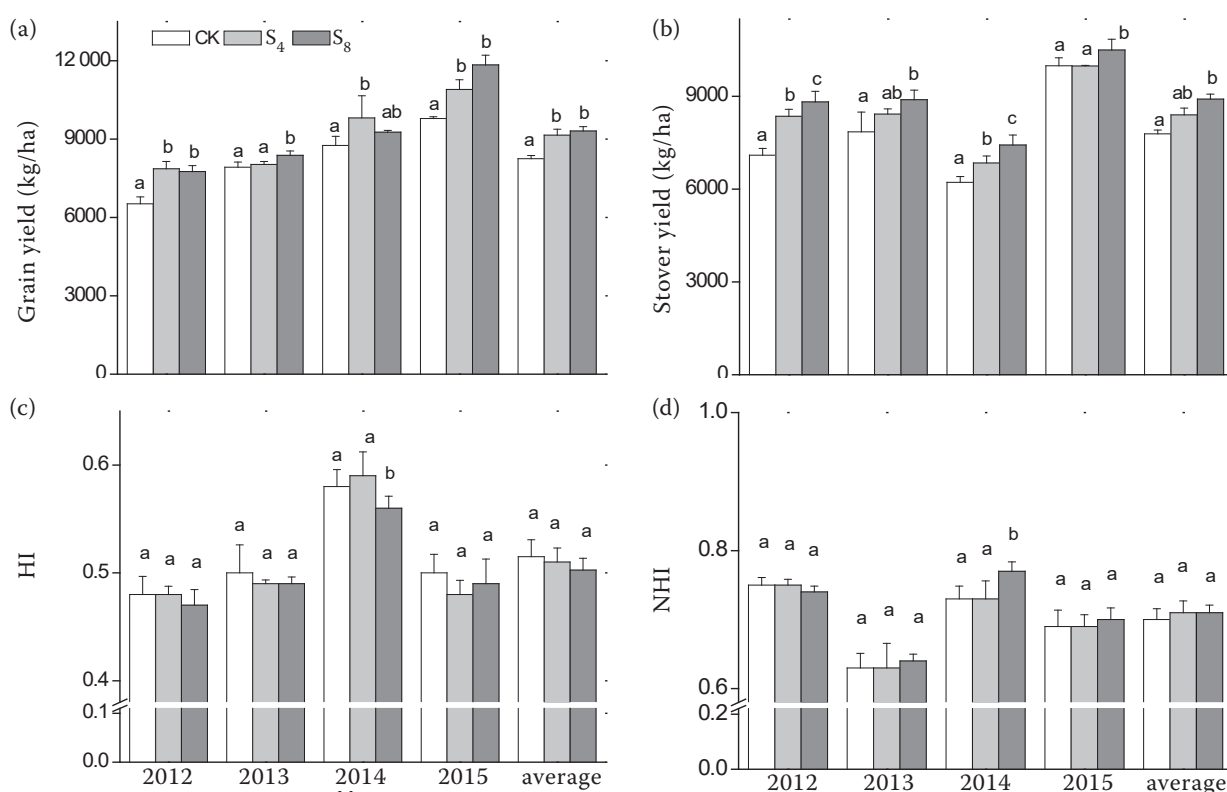 (a)
CK S₄ S₈
Grain yield (kg/ha)
12 000
9000
6000
3000
0
a b b
a a b
a b ab
a b b
a b b
(b)
Stover yield (kg/ha)
9000
6000
3000
0
a b c
a ab b
a b c
a a b
a ab b
(c)
HI
0.6
0.5
0.4
0.1
0.0
a a a
a a a
a a b
a a a
a a a
2012 2013 2014 2015 average
(d)
NHI
1.0
0.8
0.6
0.2
0.0
a a a
a a a
a a b
a a a
a a a
2012 2013 2014 2015 average